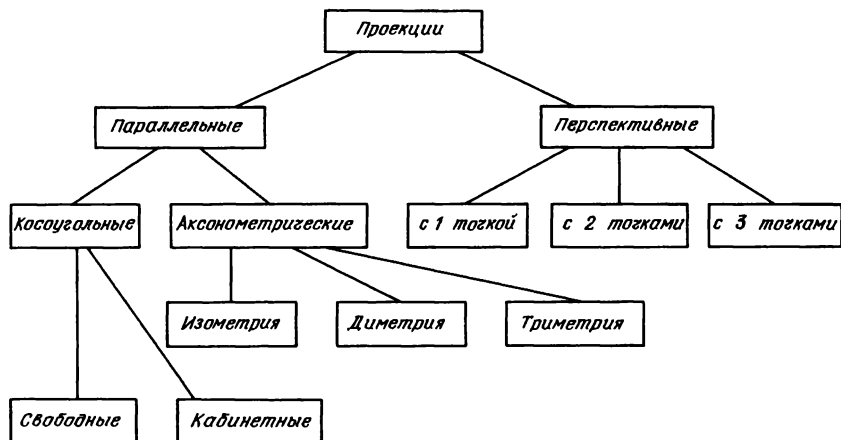 Проекции
Параллельные
Перспективные
Косоугольные
Аксонометрические
с 1 точкой
с 2 точками
с 3 точками
Изометрия
Диметрия
Триметрия
Свободные
Кабинетные